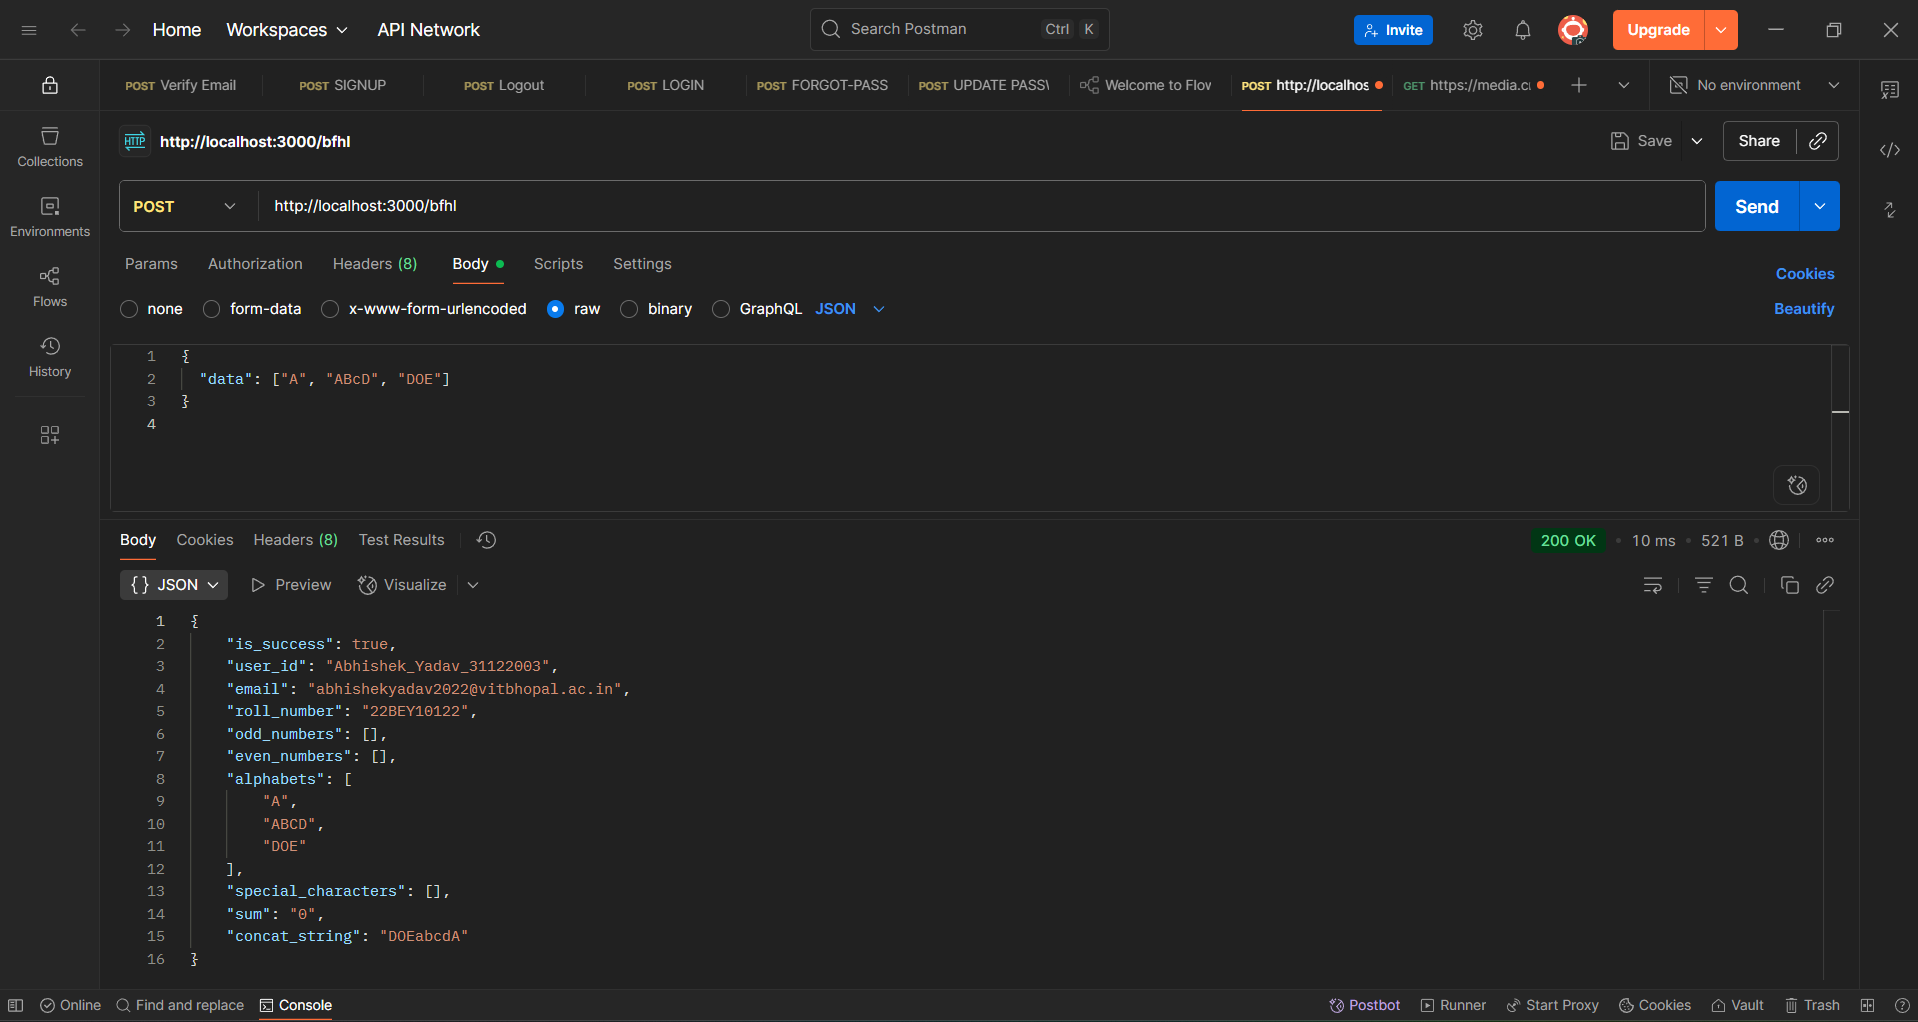 Home Workspaces API Network Search Postman Ctrl K Invite Upgrade
POST Verify Email POST SIGNUP POST Logout POST LOGIN POST FORGOT-PASS POST UPDATE PASSW Welcome to Flow POST http://localhos GET https://media.c No environment
HTTP http://localhost:3000/bfhl Save Share
Collections
Environments
Flows
History
POST http://localhost:3000/bfhl Send
Params Authorization Headers (8) Body Scripts Settings Cookies
none form-data x-www-form-urlencoded raw binary GraphQL JSON Beautify
1 {
2 "data": ["A", "ABcD", "DOE"]
3 }
4
Body Cookies Headers (8) Test Results 200 OK • 10 ms • 521 B •
{} JSON Preview Visualize
1 {
2 "is_success": true,
3 "user_id": "Abhishek_Yadav_31122003",
4 "email": "abhishekyadav2022@vitbhopal.ac.in",
5 "roll_number": "22BEY10122",
6 "odd_numbers": [],
7 "even_numbers": [],
8 "alphabets": [
9 "A",
10 "ABCD",
11 "DOE"
12 ],
13 "special_characters": [],
14 "sum": "0",
15 "concat_string": "DOEabcdA"
16 }
Online Find and replace Console Postbot Runner Start Proxy Cookies Vault Trash